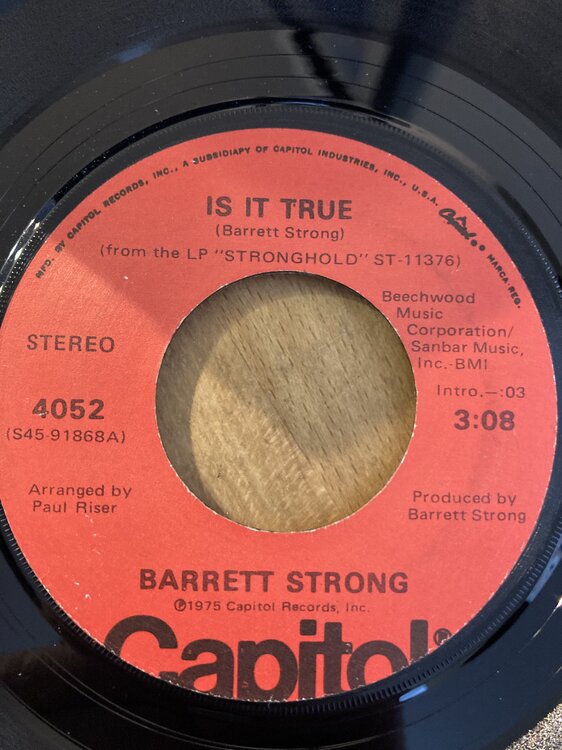 MFD. BY CAPITOL RECORDS, INC., A SUBSIDIARY OF CAPITOL INDUSTRIES, INC., U.S.A. Capitol. ● MARCA REG.
IS IT TRUE
(Barrett Strong)
(from the LP "STRONGHOLD" ST-11376)
Beechwood
Music
Corporation/
Sanbar Music,
Inc.-BMI
STEREO
Intro.—:03
4052
3:08
(S45-91868A)
Arranged by
Paul Riser
Produced by
Barrett Strong
BARRETT STRONG
℗1975 Capitol Records, Inc.
Capitol®